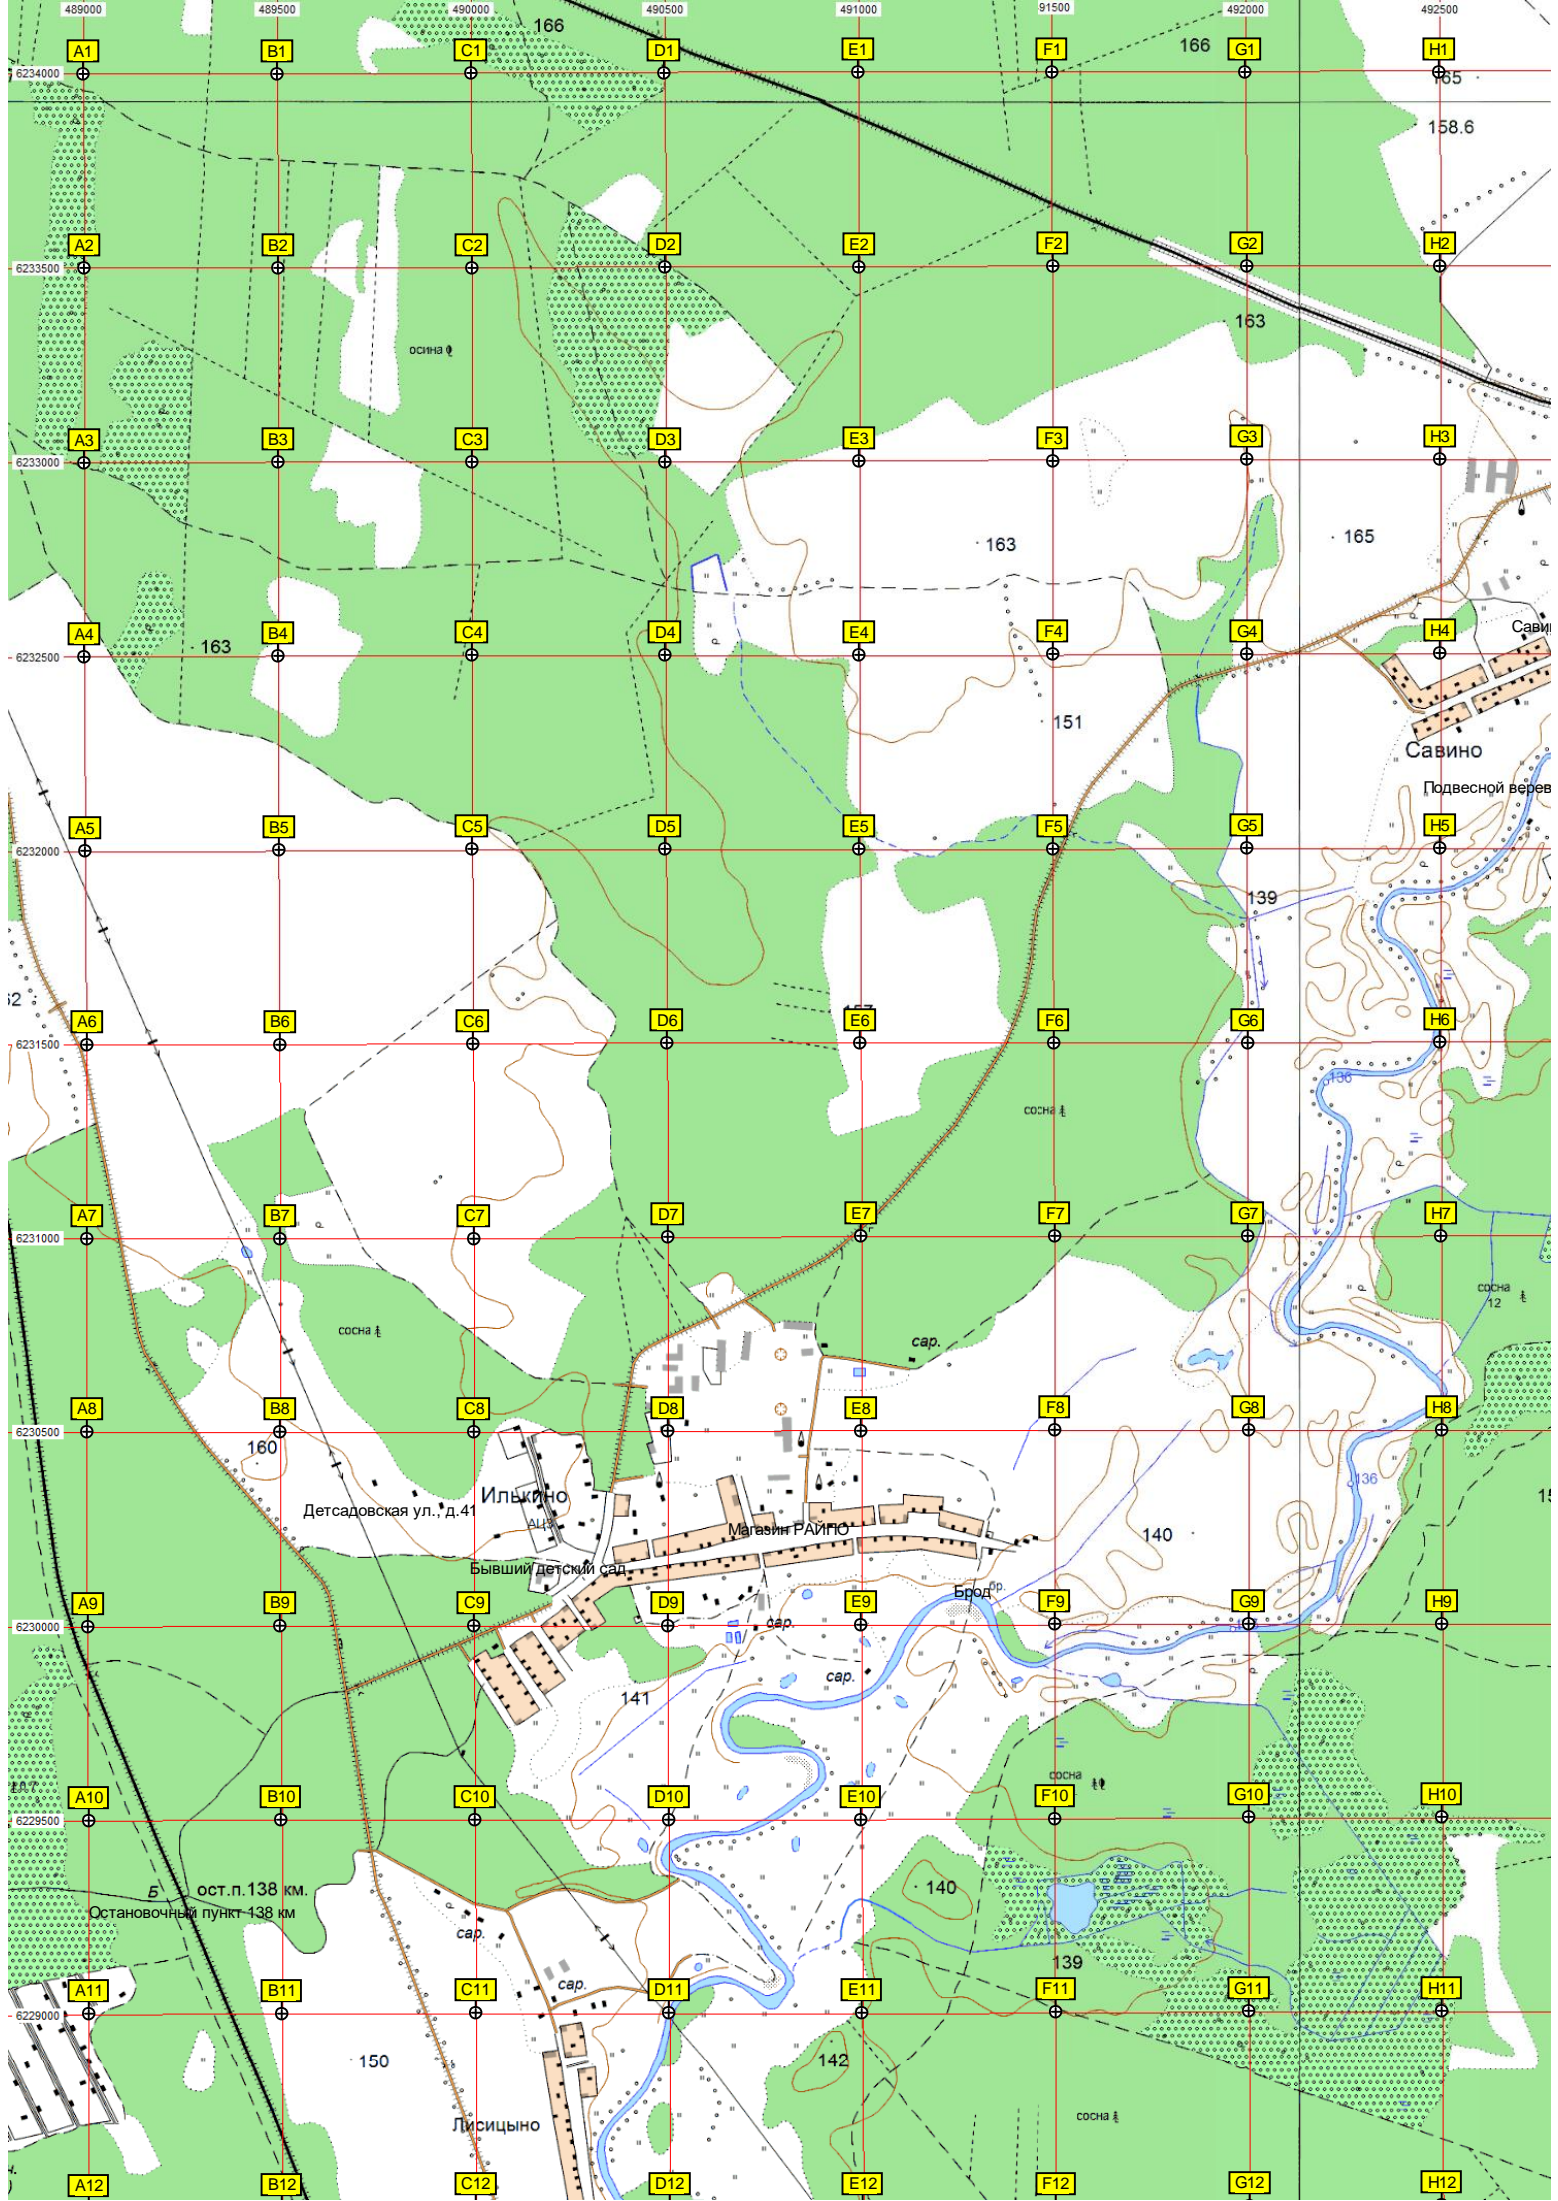 489000 489500 490000 490500 491000 91500 492000 492500
166
166
A1 B1 C1 D1 E1 F1 G1 H1
6234000
158.6
A2 B2 C2 D2 E2 F2 G2 H2
6233500
163
осина
A3 B3 C3 D3 E3 F3 G3 H3
6233000
163
165
A4 B4 C4 D4 E4 F4 G4 H4
163
6232500
151
Савино
Подвесной верев
A5 B5 C5 D5 E5 F5 G5 H5
6232000
139
A6 B6 C6 D6 E6 F6 G6 H6
6231500
136
сосна
A7 B7 C7 D7 E7 F7 G7 H7
6231000
сосна
12
сосна
сар.
A8 B8 C8 D8 E8 F8 G8 H8
6230500
160
136
Илькино
Детсадовская ул., д.41
АЦЗ
Магазин РАЙПО
140
Бывший детский сад
Брод
бр.
A9 B9 C9 D9 E9 F9 G9 H9
6230000
сар.
сар.
141
сосна
A10 B10 C10 D10 E10 F10 G10 H10
6229500
Б
ост.п.138 км.
140
Остановочный пункт 138 км
сар.
139
сар.
A11 B11 C11 D11 E11 F11 G11 H11
6229000
150
142
сосна
Лисицыно
A12 B12 C12 D12 E12 F12 G12 H12